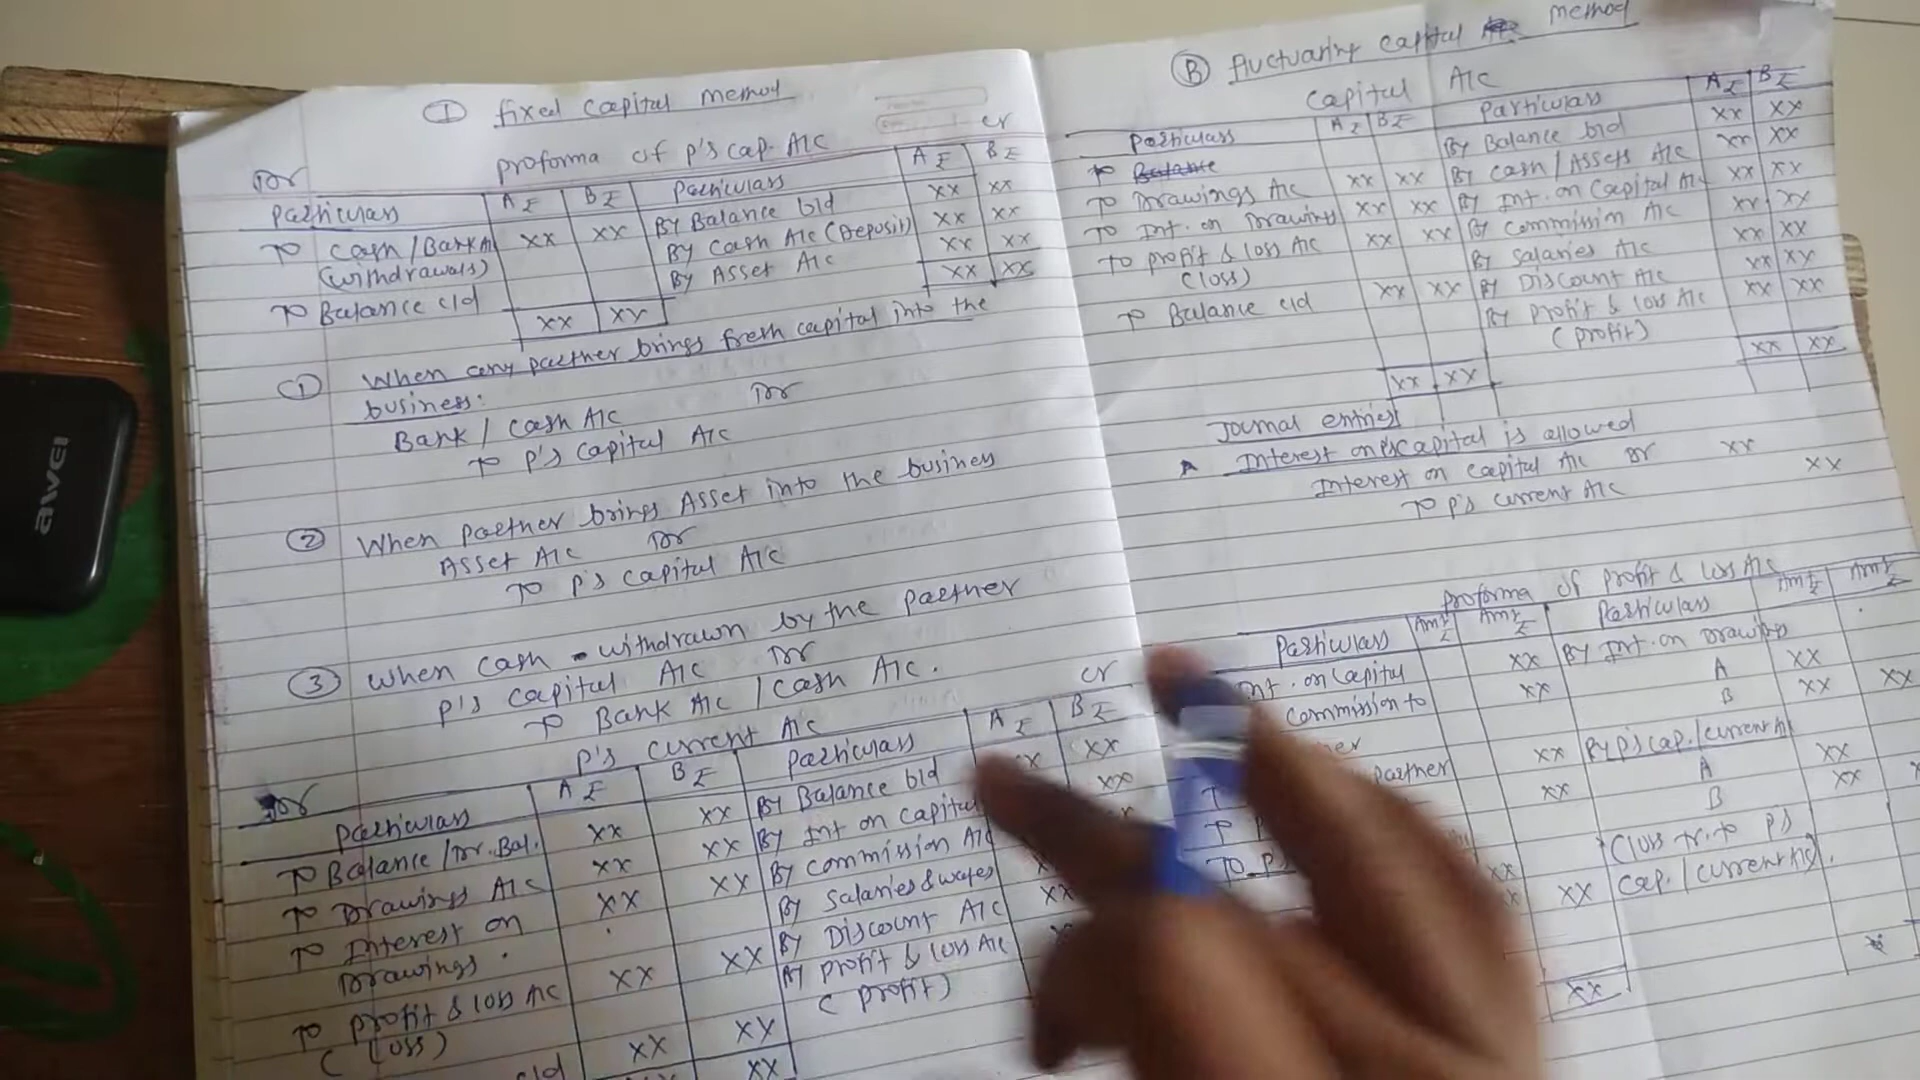 I fixed capital method
proforma of p's cap. A/C
Dr cr
particulars A ₹ B ₹ particulars A ₹ B ₹
To cash / Bank A/ xx xx By Balance b/d xx xx
(withdrawals) By Cash A/C (Deposit) xx xx
By Asset A/C xx xx
To Balance c/d xx xx
xx xx
① When any partner brings fresh capital into the
business:
Bank / cash A/C Dr
To p's capital A/C
② When partner brings Asset into the business
Asset A/C Dr
To p's capital A/C
③ When cash withdrawn by the partner
p's capital A/C Dr
To Bank A/C / Cash A/C.
p's current A/C
Dr cr
particulars A ₹ B ₹ particulars A ₹ B ₹
To Balance / Dr. Bal. xx xx By Balance b/d xx xx
To Drawings A/C xx xx By Int on capital xx
To Interest on xx xx By commission A/C
Drawings. By Salaries & wages
By Discount A/C xx
To profit & loss A/C xx xx By profit & loss A/C
(Loss) (profit)
c/d xx xx
xx
B fluctuating capital method
capital A/C
particulars A ₹ B ₹ particulars A ₹ B ₹
To Balance By Balance b/d xx xx
To Drawings A/C xx xx By cash / Assets A/C xx xx
To Int. on Drawings xx xx By Int. on Capital A/ xx xx
To profit & loss A/C xx xx By commission A/C xx xx
(loss) By salaries A/C xx xx
To Balance c/d xx xx By Discount A/C xx xx
By profit & loss A/C xx xx
(profit)
xx xx xx xx
Journal entries
Interest on capital is allowed
Interest on capital A/C Dr xx
To p's current A/C xx
proforma of profit & loss A/C
particulars Amt ₹ Amt ₹ particulars Amt ₹ Amt ₹
Int. on capital xx By Int. on Drawings
commission to xx A xx
B xx xx
partner xx By p's cap. / current A/
xx A xx
B xx
To
xx (loss tr. to p's
xx xx cap. / current A/c).
xx
awei